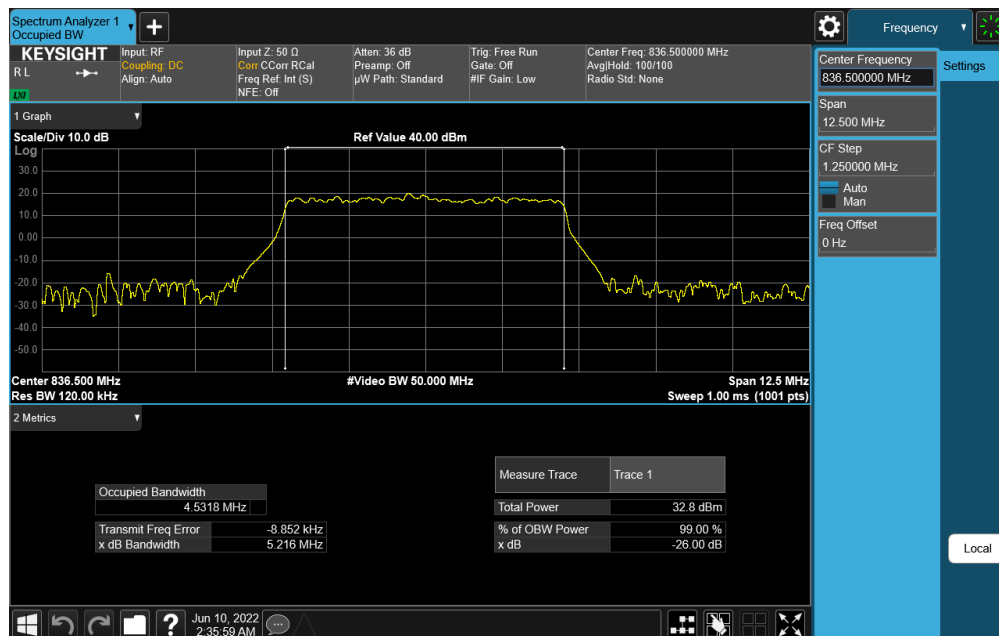 Spectrum Analyzer 1
Occupied BW
Frequency
KEYSIGHT
R L
LXI
Input: RF
Coupling: DC
Align: Auto
Input Z: 50 Ω
Corr CCorr RCal
Freq Ref: Int (S)
NFE: Off
Atten: 36 dB
Preamp: Off
µW Path: Standard
Trig: Free Run
Gate: Off
#IF Gain: Low
Center Freq: 836.500000 MHz
Avg|Hold: 100/100
Radio Std: None
Center Frequency
836.500000 MHz
Settings
Span
12.500 MHz
CF Step
1.250000 MHz
Auto
Man
Freq Offset
0 Hz
Local
1 Graph
Scale/Div 10.0 dB
Ref Value 40.00 dBm
Log
30.0
20.0
10.0
0.00
-10.0
-20.0
-30.0
-40.0
-50.0
Center 836.500 MHz
#Video BW 50.000 MHz
Span 12.5 MHz
Res BW 120.00 kHz
Sweep 1.00 ms (1001 pts)
2 Metrics
Measure Trace
Trace 1
Occupied Bandwidth
4.5318 MHz
Total Power
32.8 dBm
Transmit Freq Error
-8.852 kHz
% of OBW Power
99.00 %
x dB Bandwidth
5.216 MHz
x dB
-26.00 dB
?
Jun 10, 2022
2:35:59 AM